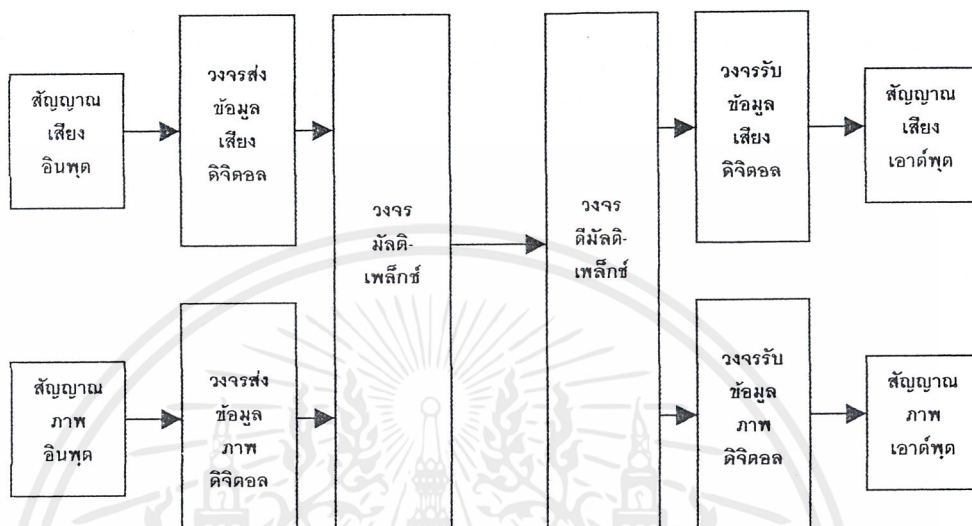 สัญญาณ
เสียง
อินพุต
วงจรส่ง
ข้อมูล
เสียง
ดิจิตอล
วงจร
มัลติ-
เพล็กซ์
วงจร
ดีมัลติ-
เพล็กซ์
วงจรรับ
ข้อมูล
เสียง
ดิจิตอล
สัญญาณ
เสียง
เอาต์พุต
สัญญาณ
ภาพ
อินพุต
วงจรส่ง
ข้อมูล
ภาพ
ดิจิตอล
วงจรรับ
ข้อมูล
ภาพ
ดิจิตอล
สัญญาณ
ภาพ
เอาต์พุต